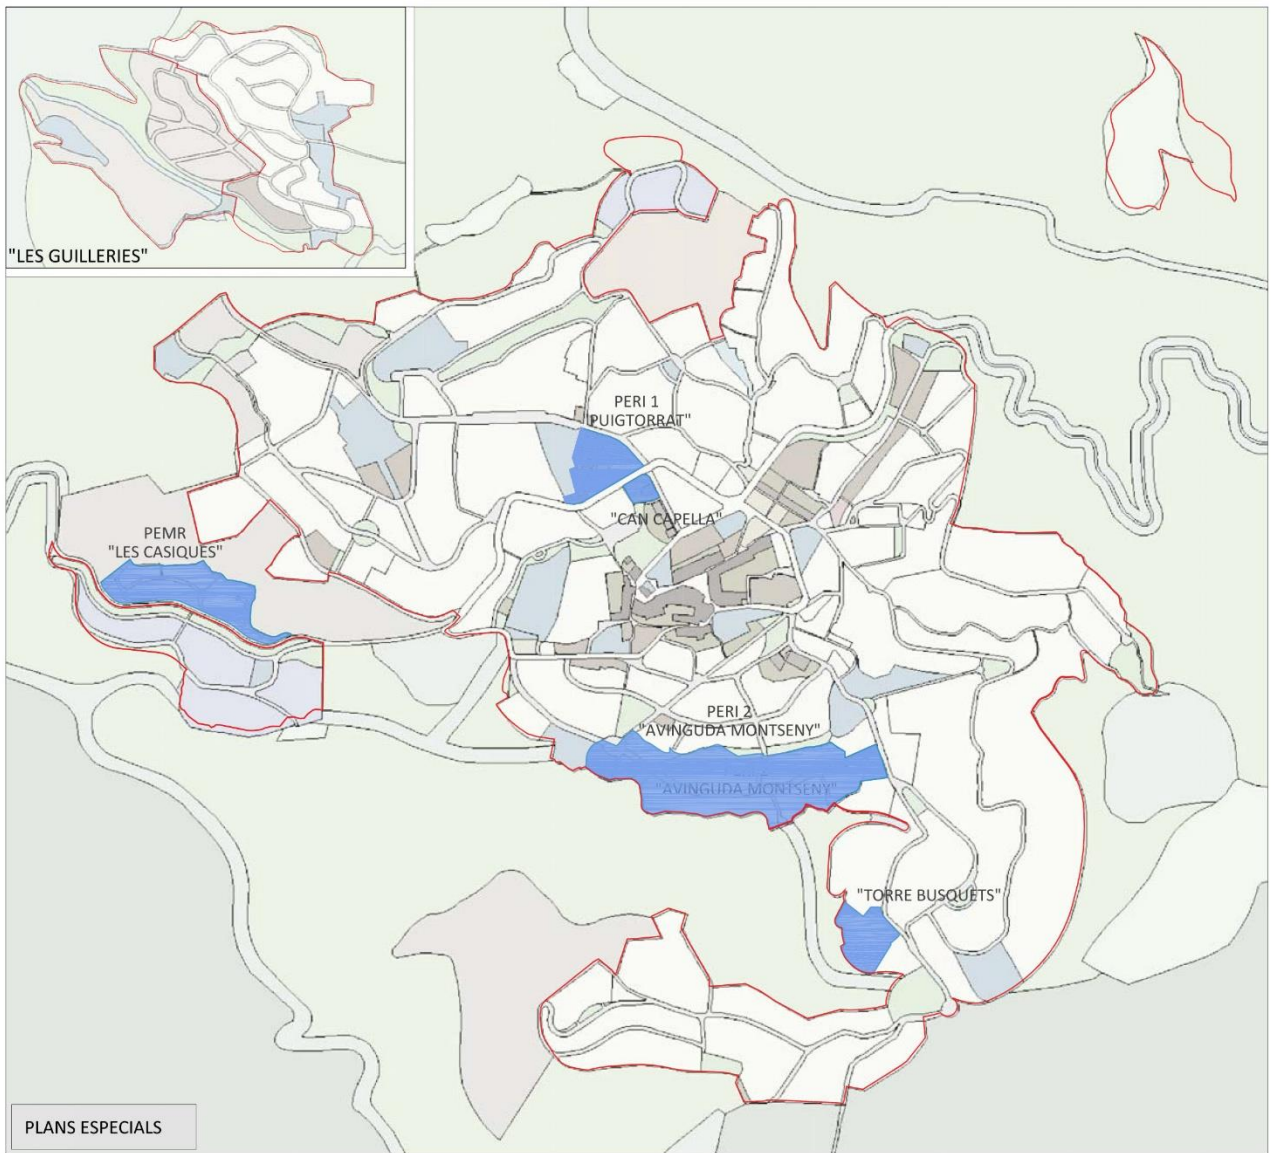 "LES GUILLERIES"
PERI 1
"PUIGTORRAT"
"CAN CAPELLA"
PEMR
"LES CASIQUES"
PERI 2
"AVINGUDA MONTSENY"
"AVINGUDA MONTSENY"
"TORRE BUSQUETS"
PLANS ESPECIALS